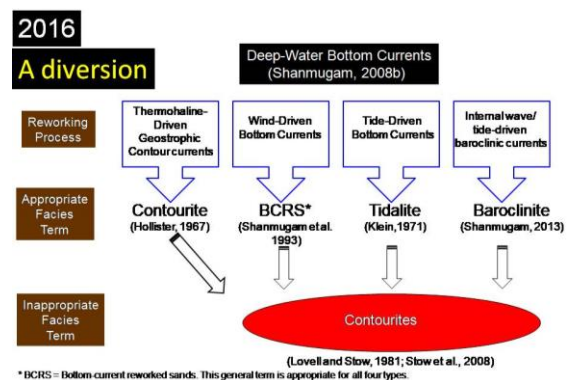 2016
A diversion
Deep-Water Bottom Currents
(Shanmugam, 2008b)
Reworking
Process
Thermohaline-
Driven
Geostrophic
Contour currents
Wind-Driven
Bottom Currents
Tide-Driven
Bottom Currents
Internal wave/
tide-driven
baroclinic currents
Appropriate
Facies
Term
Contourite
(Hollister, 1967)
BCRS*
(Shanmugam et al.
1993)
Tidalite
(Klein, 1971)
Baroclinite
(Shanmugam, 2013)
Inappropriate
Facies
Term
Contourites
(Lovell and Stow, 1981; Stow et al., 2008)
* BCRS = Bottom-current reworked sands. This general term is appropriate for all four types.